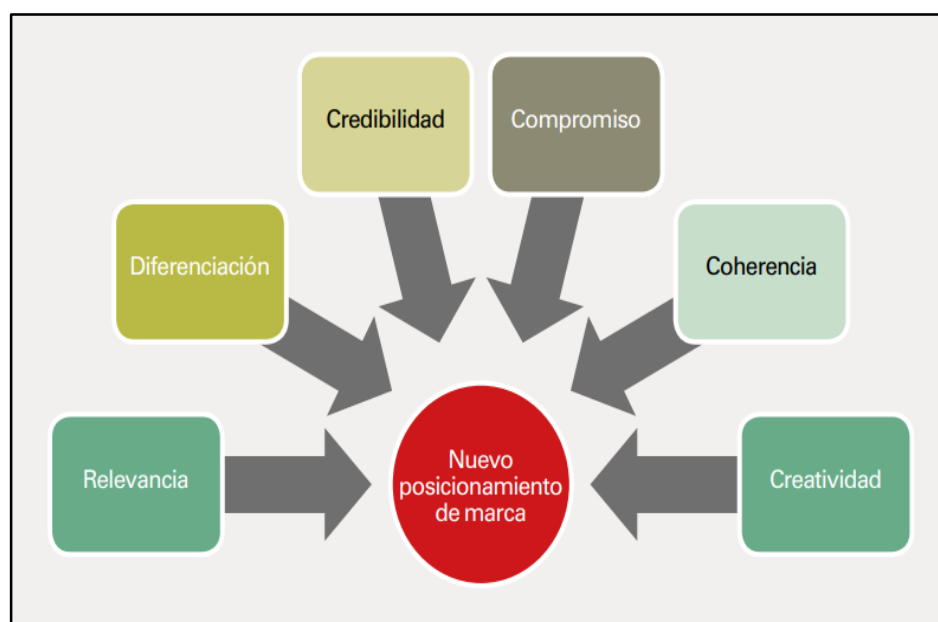 Credibilidad
Compromiso
Diferenciación
Coherencia
Relevancia
Nuevo
posicionamiento
de marca
Creatividad